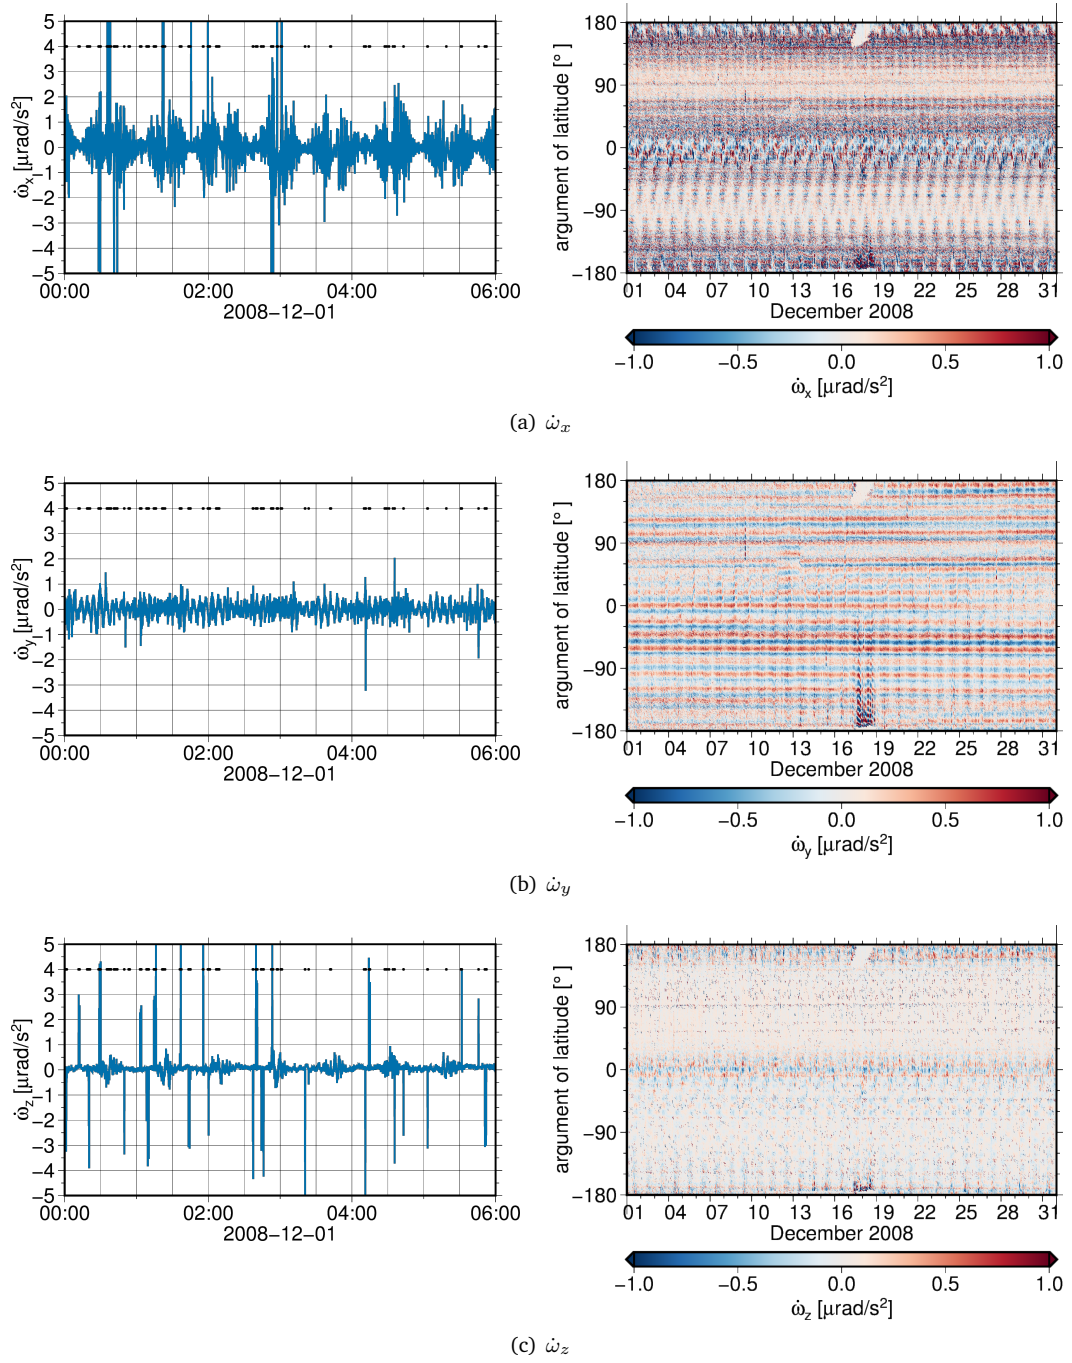 5
4
3
2
1
0
1
−2
−3
−4
5
ω̇x [µrad/s²]
00:00 02:00 04:00 06:00
2008−12−01
180
90
0
−90
−180
argument of latitude [°]
01 04 07 10 13 16 19 22 25 28 31
December 2008
−1.0 −0.5 0.0 0.5 1.0
ω̇x [µrad/s²]
(a) ω̇x
5
4
3
2
1
0
−1
−2
−3
−4
5
ω̇y [µrad/s²]
00:00 02:00 04:00 06:00
2008−12−01
180
90
0
−90
−180
argument of latitude [°]
01 04 07 10 13 16 19 22 25 28 31
December 2008
−1.0 −0.5 0.0 0.5 1.0
ω̇y [µrad/s²]
(b) ω̇y
5
4
3
2
1
0
1
−2
−3
−4
5
ω̇z [µrad/s²]
00:00 02:00 04:00 06:00
2008−12−01
180
90
0
−90
−180
argument of latitude [°]
01 04 07 10 13 16 19 22 25 28 31
December 2008
−1.0 −0.5 0.0 0.5 1.0
ω̇z [µrad/s²]
(c) ω̇z